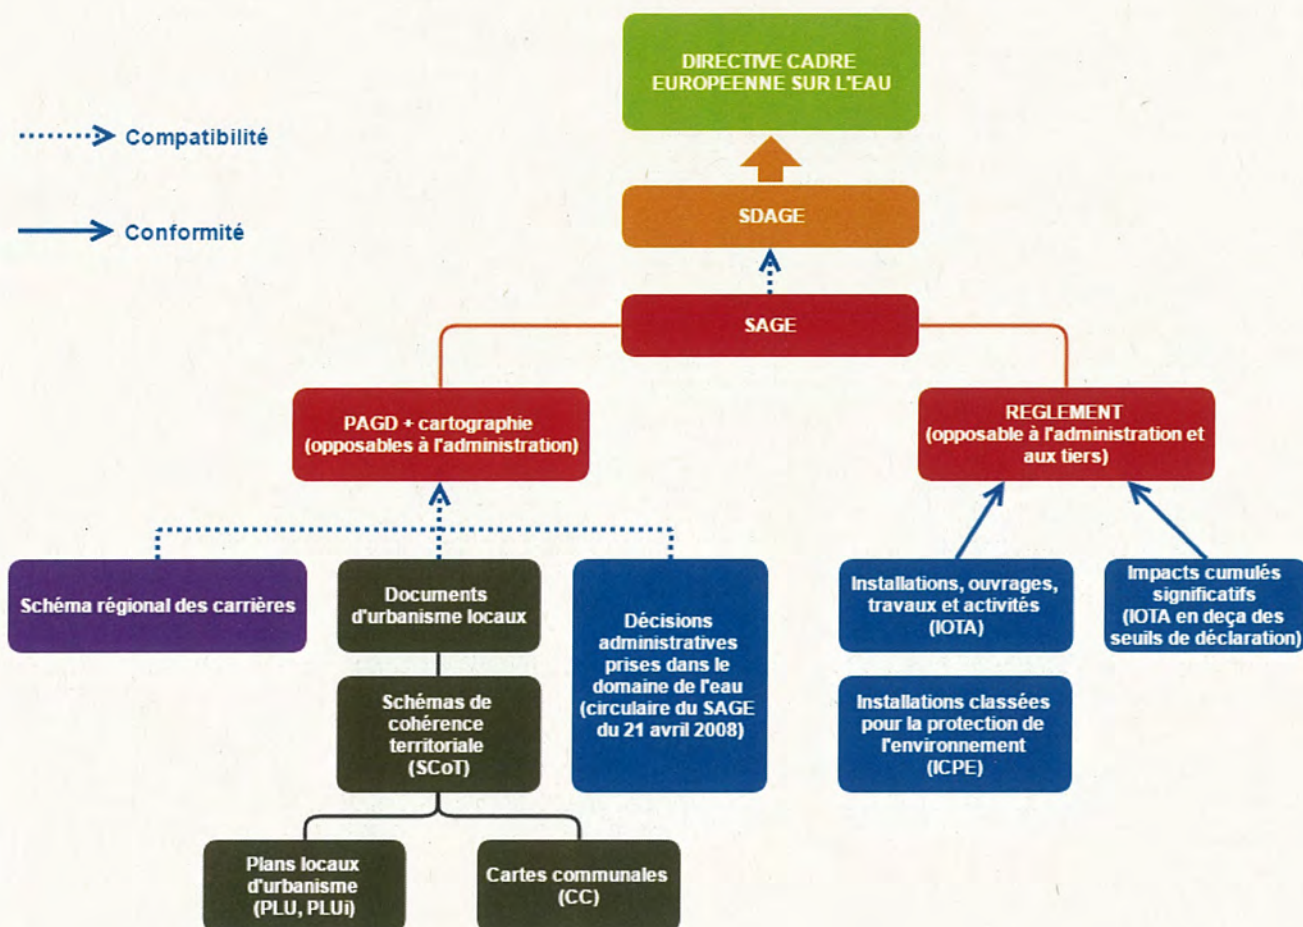 DIRECTIVE CADRE
EUROPEENNE SUR L'EAU
Compatibilité
SDAGE
Conformité
SAGE
PAGD + cartographie
(opposables à l'administration)
REGLEMENT
(opposable à l'administration et
aux tiers)
Schéma régional des carrières
Documents
d'urbanisme locaux
Décisions
administratives
prises dans le
domaine de l'eau
(circulaire du SAGE
du 21 avril 2008)
Installations, ouvrages,
travaux et activités
(IOTA)
Impacts cumulés
significatifs
(IOTA en deça des
seuils de déclaration)
Schémas de
cohérence
territoriale
(SCoT)
Installations classées
pour la protection de
l'environnement
(ICPE)
Plans locaux
d'urbanisme
(PLU, PLUi)
Cartes communales
(CC)